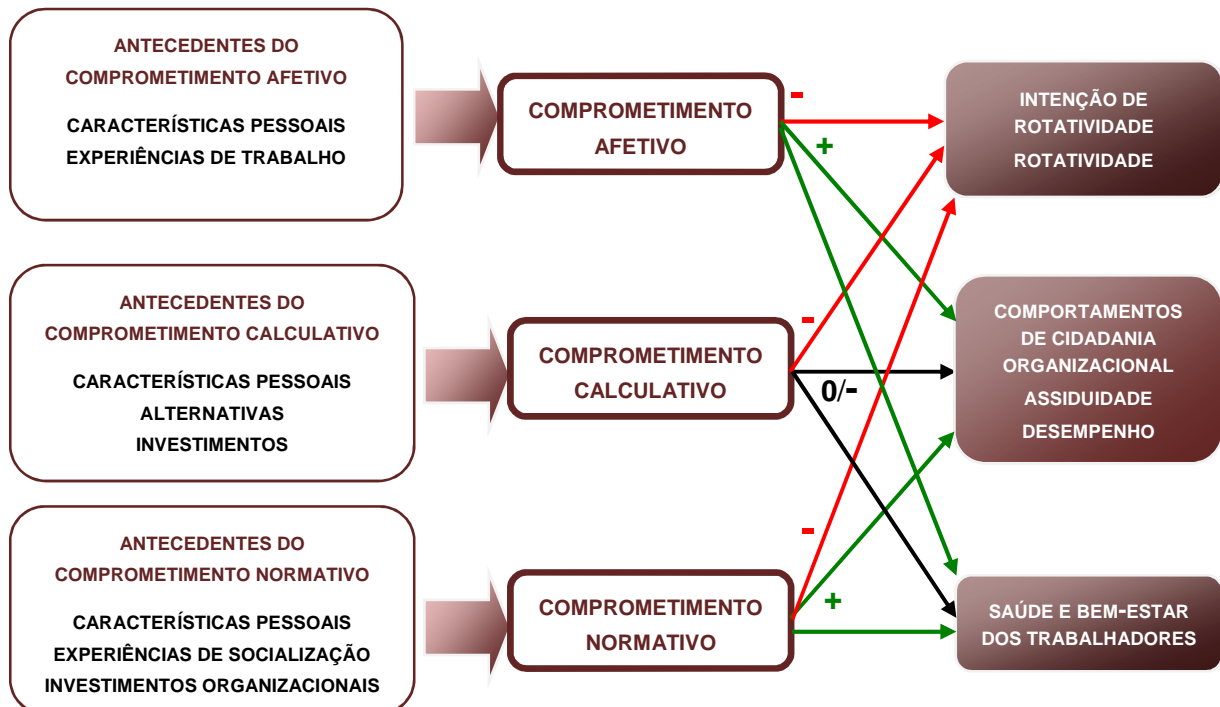 ANTECEDENTES DO
COMPROMETIMENTO AFETIVO
CARACTERÍSTÍCAS PESSOAIS
EXPERIÊNCIAS DE TRABALHO
COMPROMETIMENTO
AFETIVO
-
+
INTENÇÃO DE
ROTATIVIDADE
ROTATIVIDADE
ANTECEDENTES DO
COMPROMETIMENTO CALCULATIVO
CARACTERÍSTICAS PESSOAIS
ALTERNATIVAS
INVESTIMENTOS
COMPROMETIMENTO
CALCULATIVO
-
0/-
COMPORTAMENTOS
DE CIDADANIA
ORGANIZACIONAL
ASSIDUIDADE
DESEMPENHO
ANTECEDENTES DO
COMPROMETIMENTO NORMATIVO
CARACTERÍSTICAS PESSOAIS
EXPERIÊNCIAS DE SOCIALIZAÇÃO
INVESTIMENTOS ORGANIZACIONAIS
COMPROMETIMENTO
NORMATIVO
-
+
SAÚDE E BEM-ESTAR
DOS TRABALHADORES